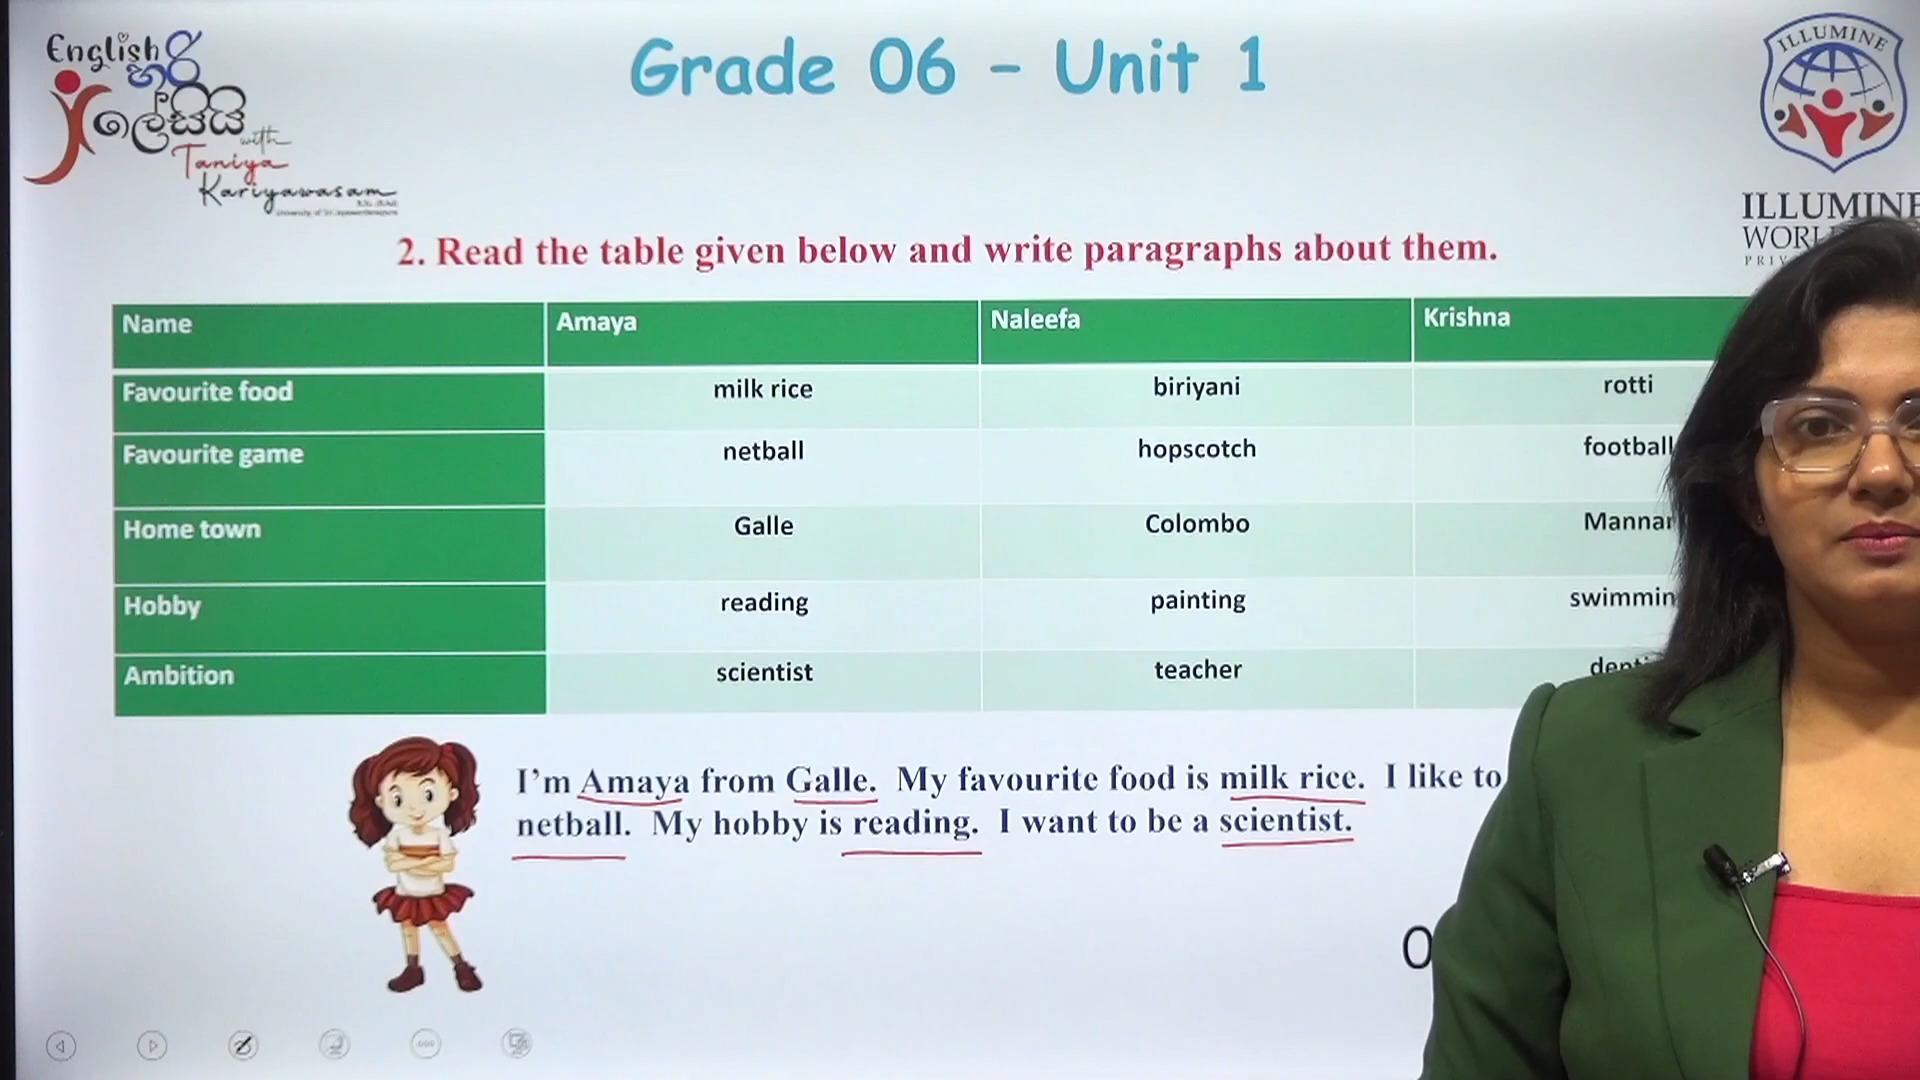 English හරි
ලේසියි
with
Taniya
Kariyawasam
Grade 06 - Unit 1
ILLUMINE
ILLUMINE
2. Read the table given below and write paragraphs about them.
Name Amaya Naleefa Krishna
Favourite food milk rice biriyani rotti
Favourite game netball hopscotch football
Home town Galle Colombo Mannar
Hobby reading painting swimmin
Ambition scientist teacher
I'm Amaya from Galle. My favourite food is milk rice. I like to
netball. My hobby is reading. I want to be a scientist.